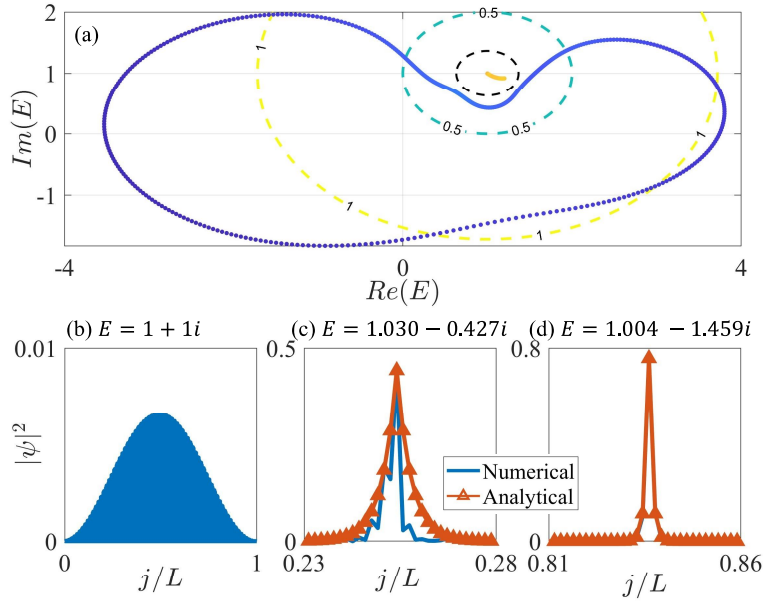 (a)
Im(E)
2
1
0
-1
0.5
1
1
0.5
0.5
1
1
-4
0
4
Re(E)
(b) E = 1 + 1i
(c) E = 1.030 − 0.427i
(d) E = 1.004 − 1.459i
|ψ|²
0.01
0
0
1
j/L
0.5
0
0.23
0.28
j/L
0.8
0
0.81
0.86
j/L
Numerical
Analytical